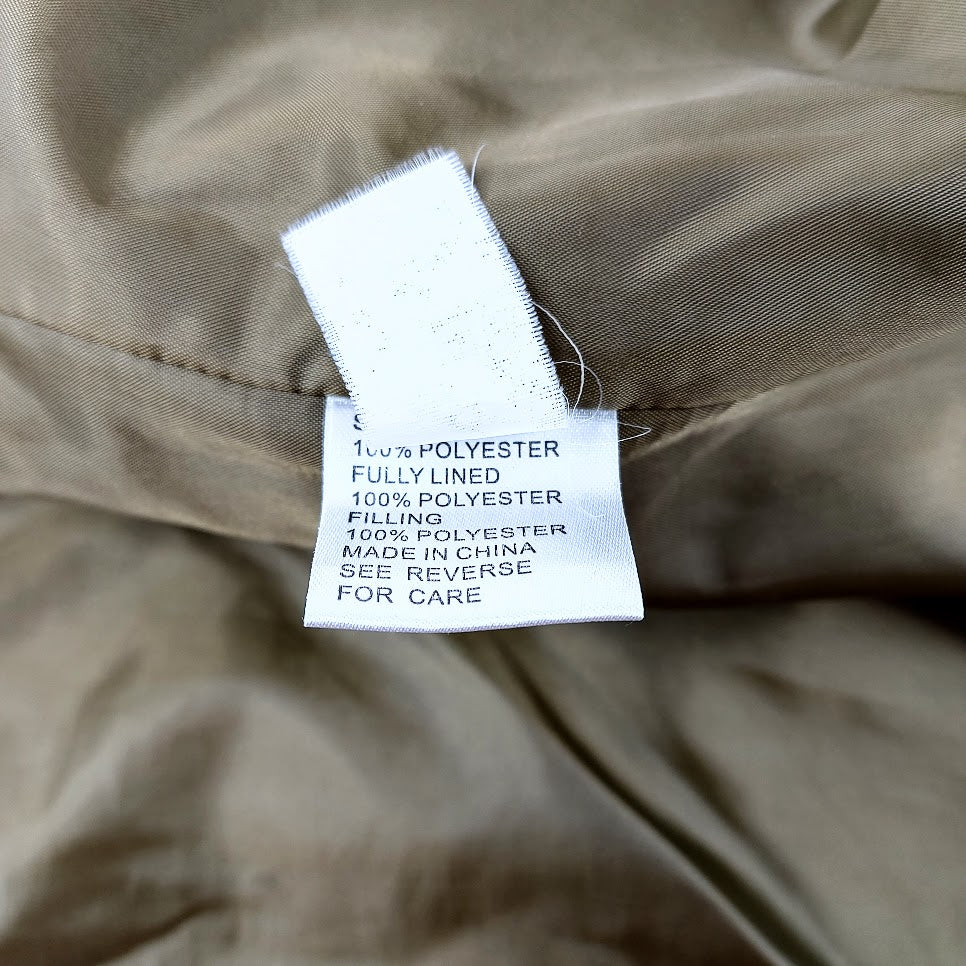 100% POLYESTER
FULLY LINED
100% POLYESTER
FILLING
100% POLYESTER
MADE IN CHINA
SEE REVERSE
FOR CARE